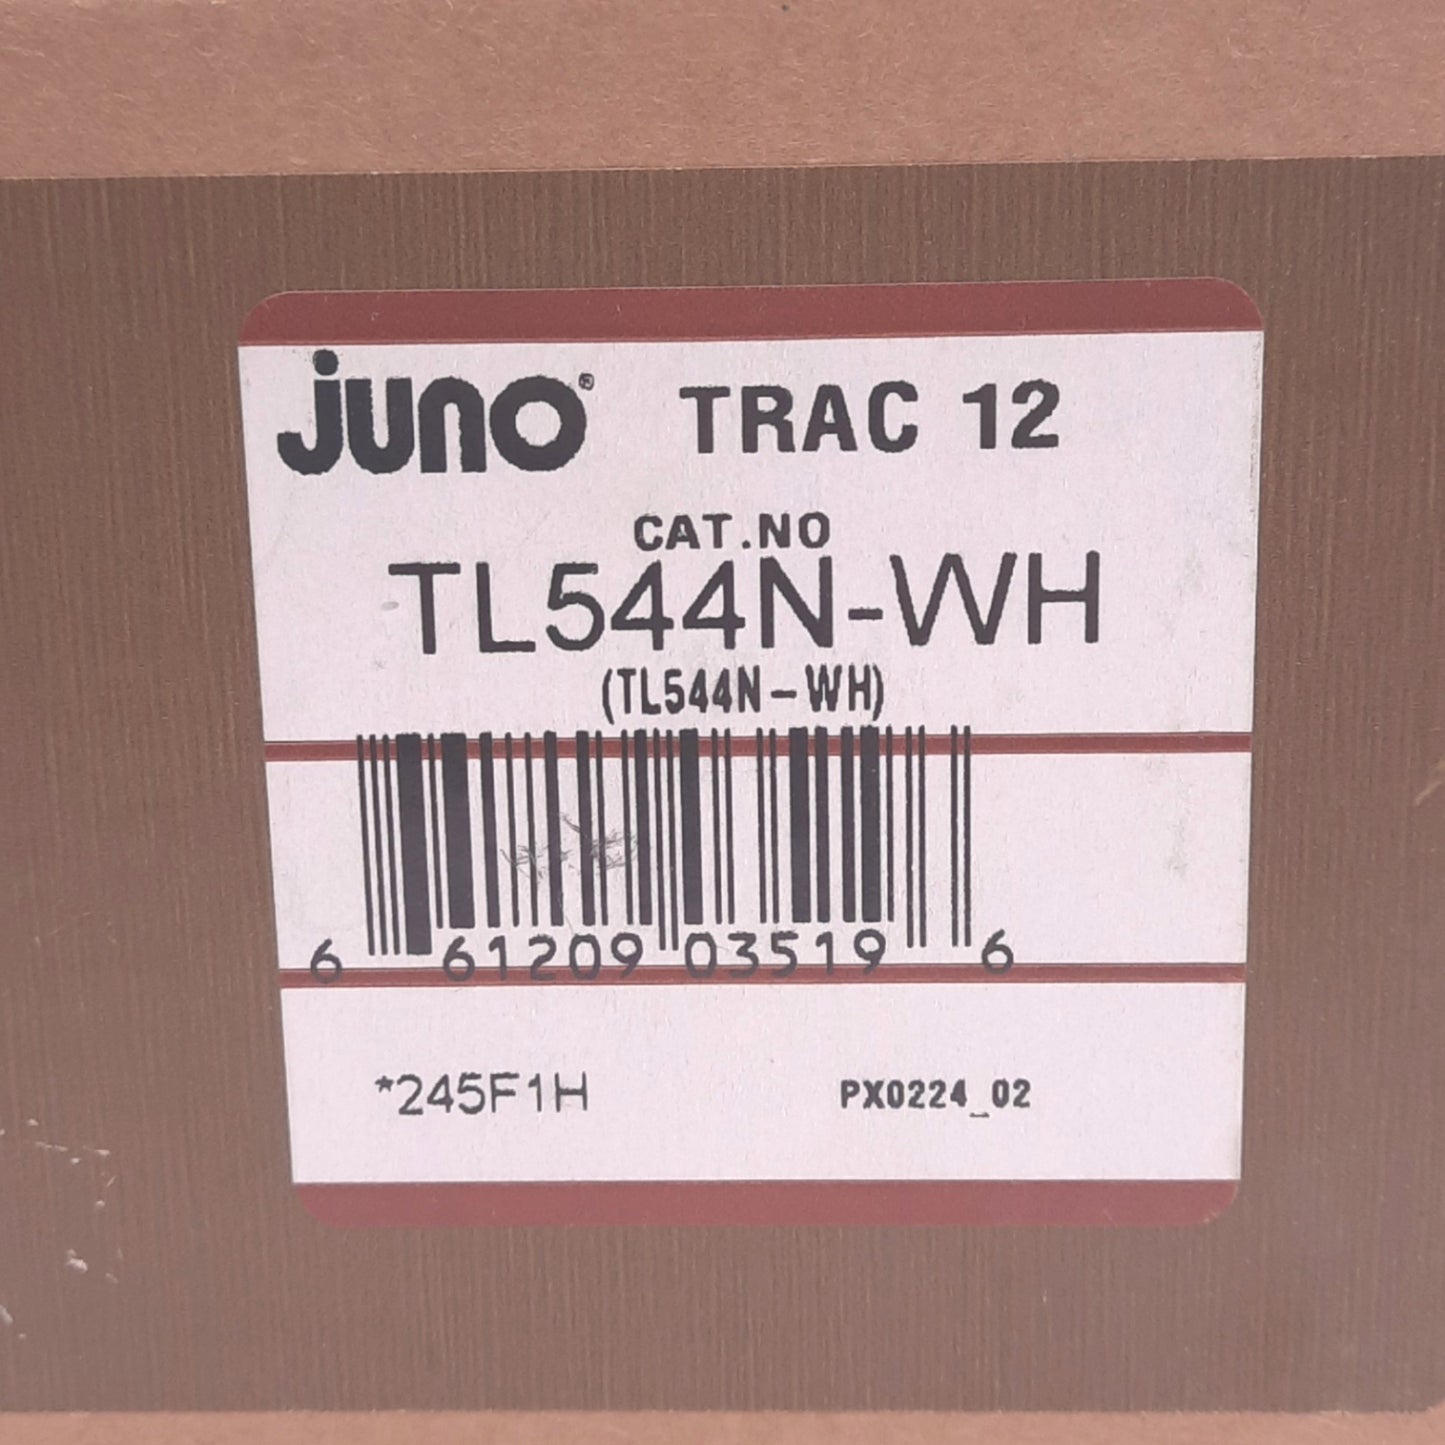 juno® TRAC 12
CAT.NO
TL544N-WH
(TL544N-WH)
6 61209 03519 6
*245F1H PX0224_02